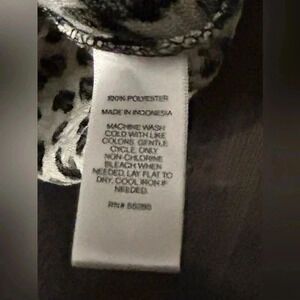 100% POLYESTER
MADE IN INDONESIA
MACHINE WASH
COLD WITH LIKE
COLORS. GENTLE
CYCLE. ONLY
NON-CHLORINE
BLEACH WHEN
NEEDED. LAY FLAT TO
DRY. COOL IRON IF
NEEDED.
RN#